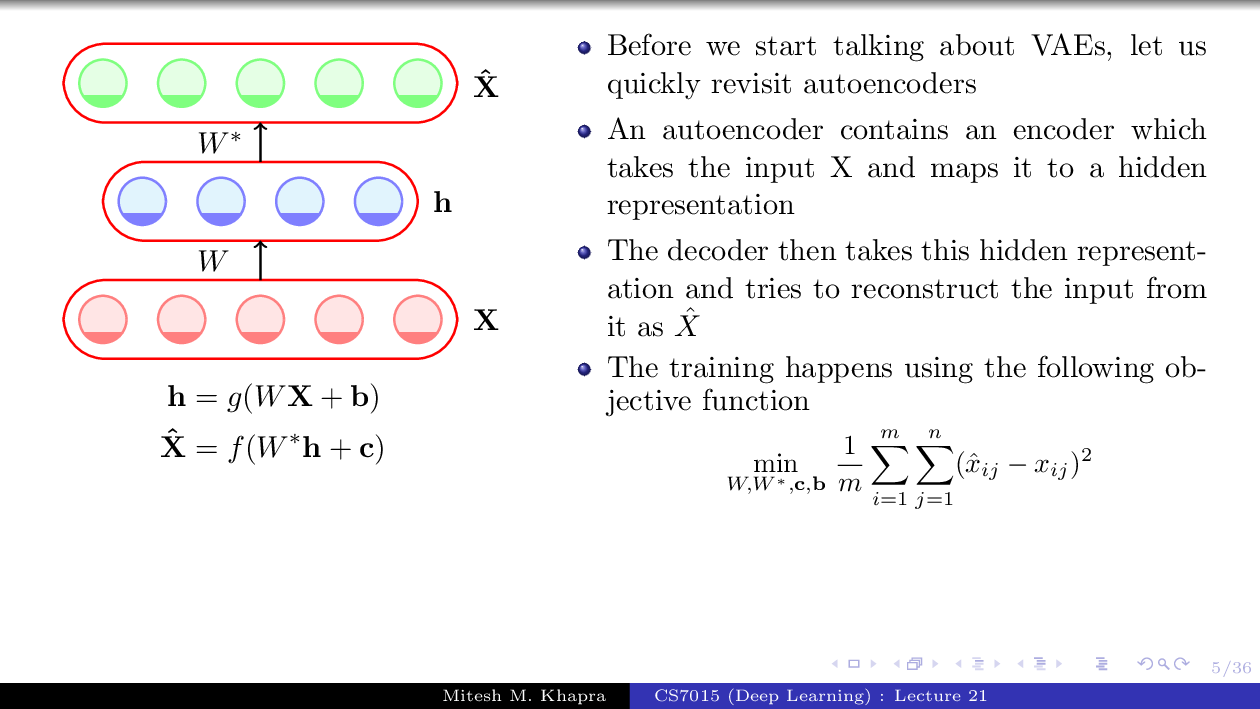 X̂
W*
h
W
X
h = g(WX + b)
X̂ = f(W*h + c)
Before we start talking about VAEs, let us
quickly revisit autoencoders
An autoencoder contains an encoder which
takes the input X and maps it to a hidden
representation
The decoder then takes this hidden represent-
ation and tries to reconstruct the input from
it as X̂
The training happens using the following ob-
jective function
min_{W,W*,c,b} \frac{1}{m} \sum_{i=1}^{m} \sum_{j=1}^{n} (x̂_{ij} − x_{ij})^2
5/36
Mitesh M. Khapra
CS7015 (Deep Learning) : Lecture 21